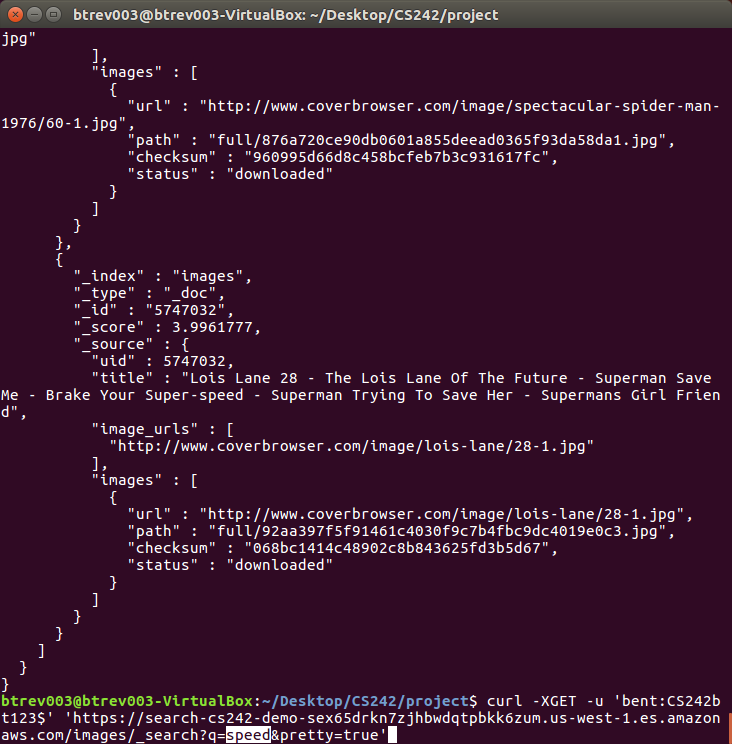 btrev003@btrev003-VirtualBox: ~/Desktop/CS242/project
jpg"
],
"images" : [
{
"url" : "http://www.coverbrowser.com/image/spectacular-spider-man-
1976/60-1.jpg",
"path" : "full/876a720ce90db0601a855deead0365f93da58da1.jpg",
"checksum" : "960995d66d8c458bcfeb7b3c931617fc",
"status" : "downloaded"
}
]
}
},
{
"_index" : "images",
"_type" : "_doc",
"_id" : "5747032",
"_score" : 3.9961777,
"_source" : {
"uid" : 5747032,
"title" : "Lois Lane 28 - The Lois Lane Of The Future - Superman Save
Me - Brake Your Super-speed - Superman Trying To Save Her - Supermans Girl Frien
d",
"image_urls" : [
"http://www.coverbrowser.com/image/lois-lane/28-1.jpg"
],
"images" : [
{
"url" : "http://www.coverbrowser.com/image/lois-lane/28-1.jpg",
"path" : "full/92aa397f5f91461c4030f9c7b4fbc9dc4019e0c3.jpg",
"checksum" : "068bc1414c48902c8b843625fd3b5d67",
"status" : "downloaded"
}
]
}
}
]
}
}
btrev003@btrev003-VirtualBox:~/Desktop/CS242/project$ curl -XGET -u 'bent:CS242b
t123$' 'https://search-cs242-demo-sex65drkn7zjhbwdqtpbkk6zum.us-west-1.es.amazon
aws.com/images/_search?q=speed&pretty=true'